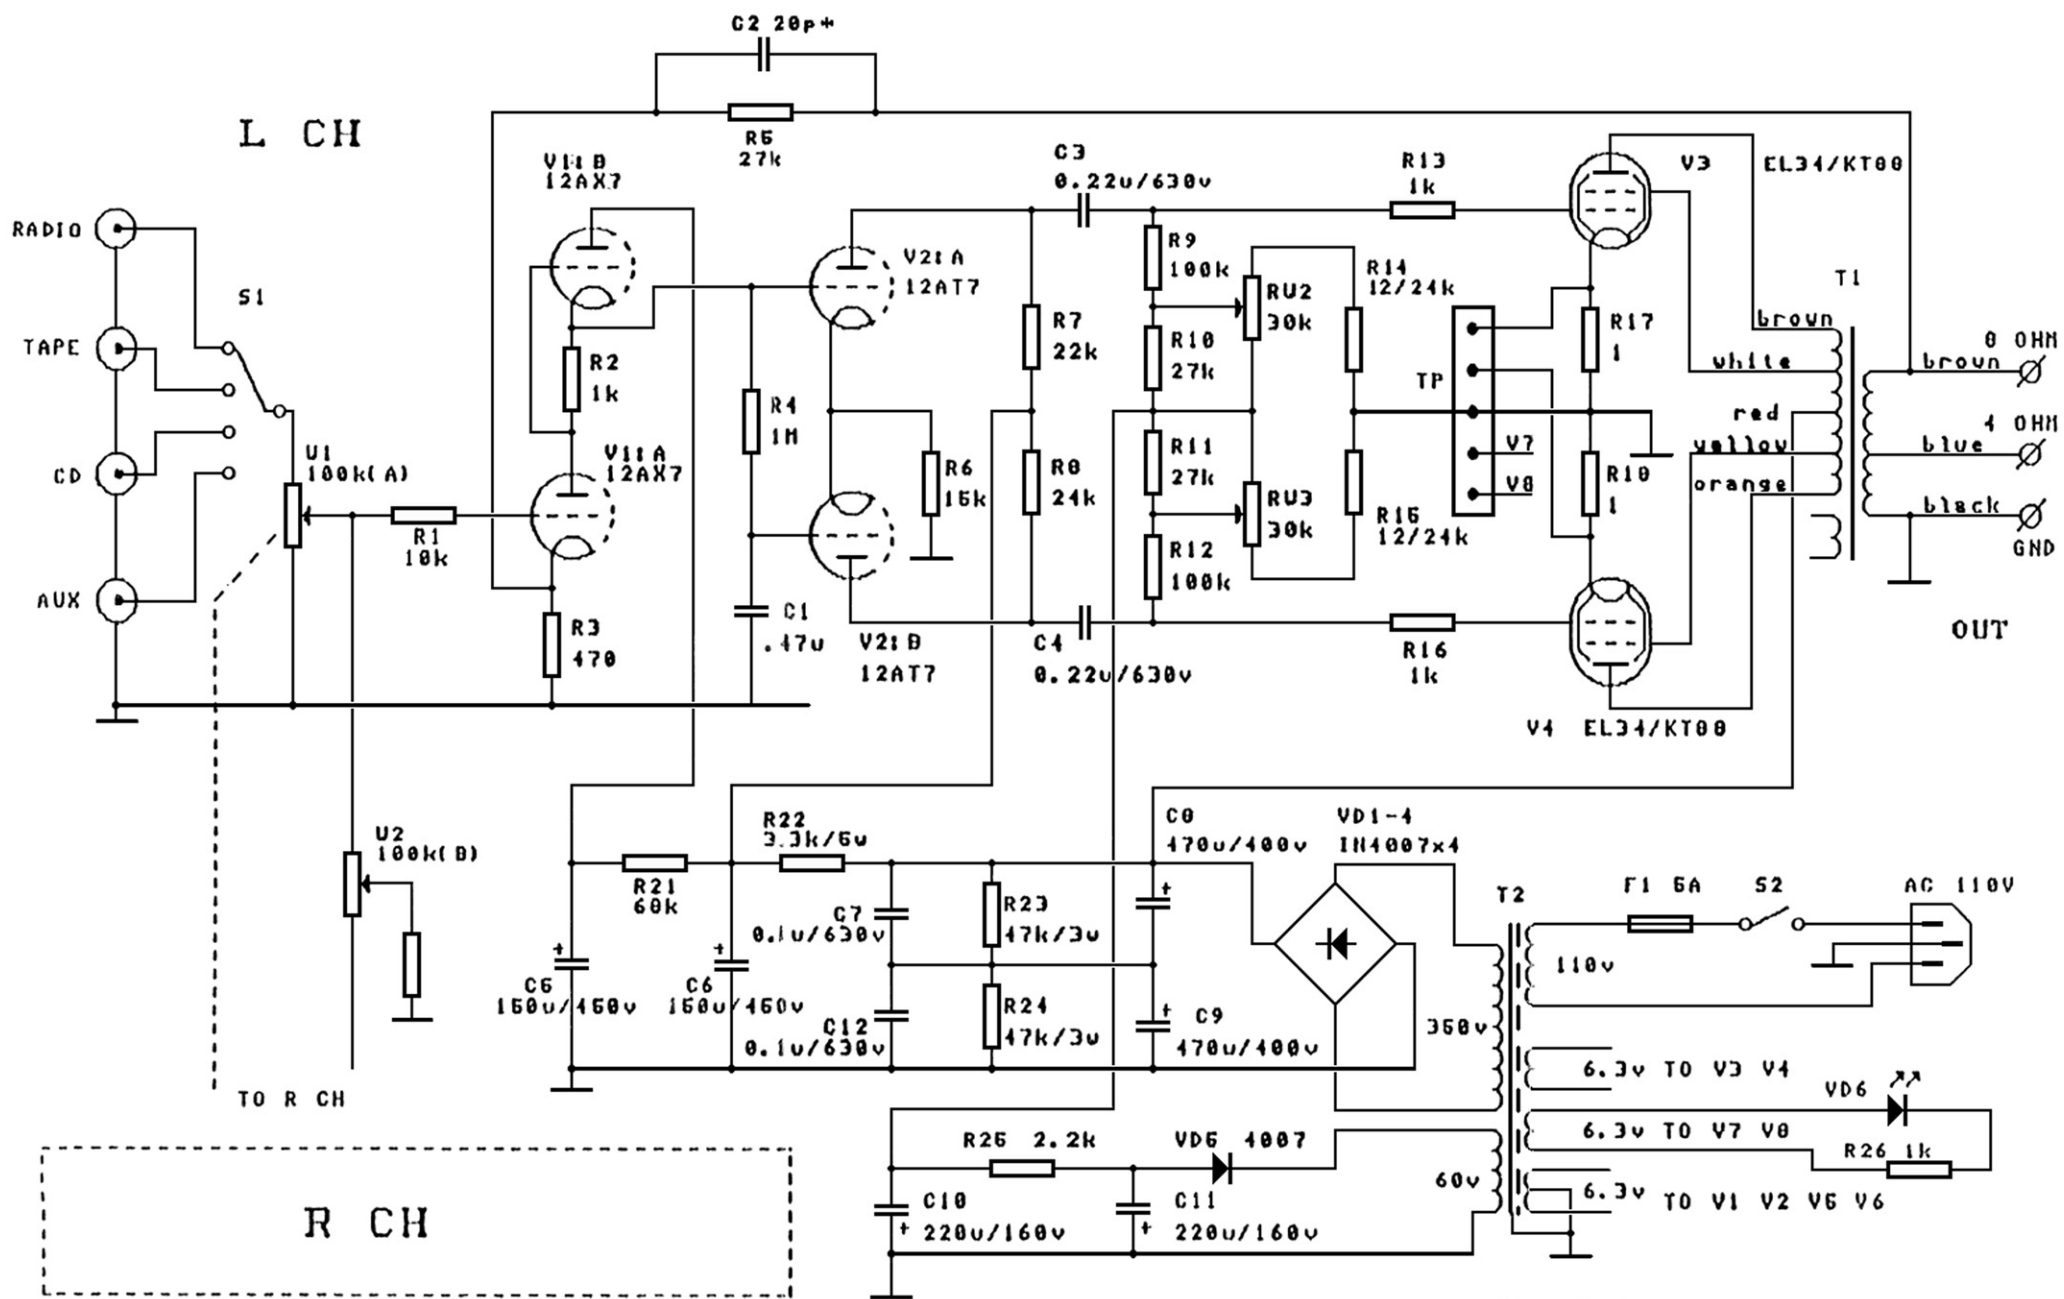 C2 20p*
L CH
R5
27k
V1:B
12AX7
C3
0.22u/630v
R13
1k
V3
EL34/KT88
RADIO
R9
100k
V2:A
12AT7
S1
RW2
30k
R14
12/24k
T1
R7
22k
R17
1
brown
8 OHM
TAPE
R10
27k
R2
1k
TP
white
brown
R4
1M
red
4 OHM
U1
100k(A)
V1:A
12AX7
R11
27k
V7
yellow
blue
CD
R6
15k
R8
24k
R18
1
V8
orange
RW3
30k
R15
12/24k
black
R1
10k
R12
100k
GND
AUX
C1
.47u
R3
470
V2:B
12AT7
C4
0.22u/630v
R16
1k
OUT
V4 EL34/KT88
R22
3.3k/5w
C8
470u/400v
VD1-4
IN4007x4
U2
100k(B)
R21
68k
R23
47k/3w
T2
F1 5A
S2
AC 110V
C7
0.1u/630v
110v
C5
150u/450v
C6
150u/450v
R24
47k/3w
C9
470u/400v
350v
C12
0.1u/630v
6.3v TO V3 V4
TO R CH
VD6
R25 2.2k
VD5 4007
6.3v TO V7 V8
R26 1k
60v
6.3v TO V1 V2 V5 V6
C10
220u/160v
C11
220u/160v
R CH